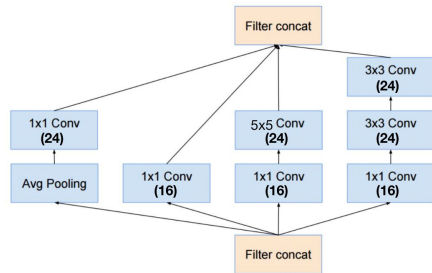 Filter concat
3x3 Conv
(24)
1x1 Conv
(24)
5x5 Conv
(24)
3x3 Conv
(24)
Avg Pooling
1x1 Conv
(16)
1x1 Conv
(16)
1x1 Conv
(16)
Filter concat